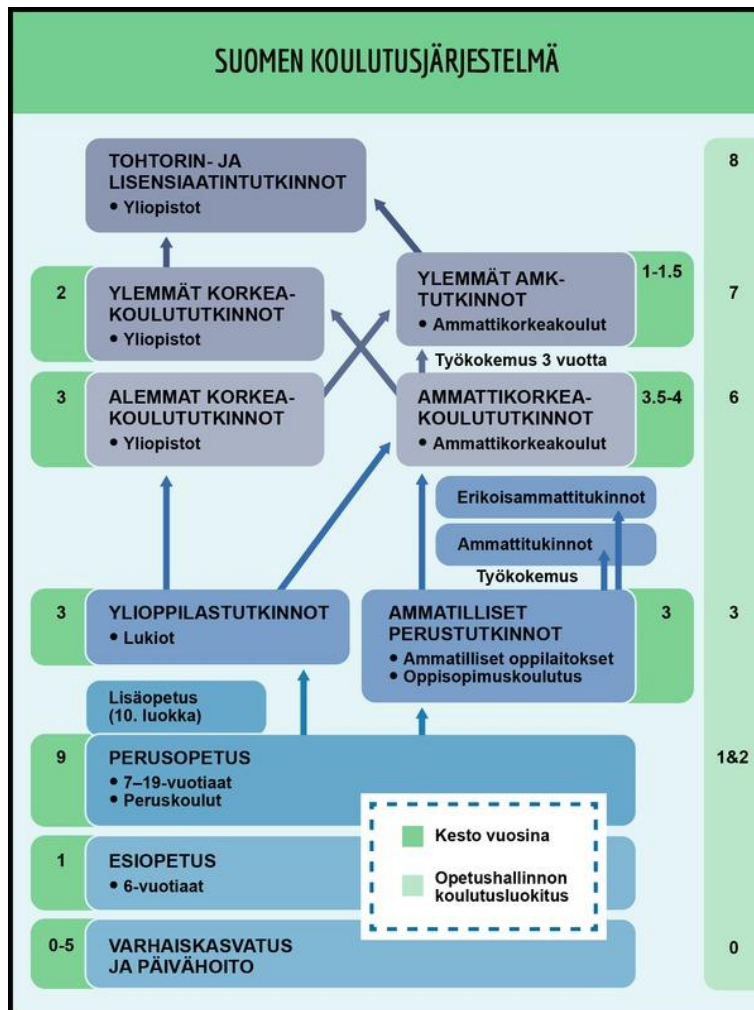 SUOMEN KOULUTUSJÄRJESTELMÄ
TOHTORIN- JA
LISENSIAATINTUTKINNOT
• Yliopistot
8
2
YLEMMÄT KORKEA-
KOULUTUTKINNOT
• Yliopistot
YLEMMÄT AMK-
TUTKINNOT
• Ammattikorkeakoulut
1-1.5
7
Työkokemus 3 vuotta
3
ALEMMAT KORKEA-
KOULUTUTKINNOT
• Yliopistot
AMMATTIKORKEA-
KOULUTUTKINNOT
• Ammattikorkeakoulut
3.5-4
6
Erikoisammattitukinnot
Ammattitukinnot
Työkokemus
3
YLIOPPILASTUTKINNOT
• Lukiot
AMMATILLISET
PERUSTUTKINNOT
• Ammatilliset oppilaitokset
• Oppisopimuskoulutus
3
3
Lisäopetus
(10. luokka)
9
PERUSOPETUS
• 7–19-vuotiaat
• Peruskoulut
1&2
1
ESIOPETUS
• 6-vuotiaat
Kesto vuosina
Opetushallinnon
koulutusluokitus
0-5
VARHAISKASVATUS
JA PÄIVÄHOITO
0